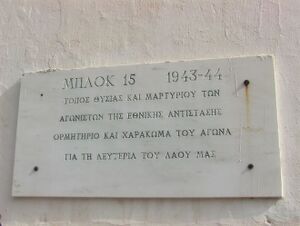 ΜΠΛΟΚ 15 1943-44
ΤΟΠΟΣ ΘΥΣΙΑΣ ΚΑΙ ΜΑΡΤΥΡΙΟΥ ΤΩΝ
ΑΓΩΝΙΣΤΩΝ ΤΗΣ ΕΘΝΙΚΗΣ ΑΝΤΙΣΤΑΣΗΣ
ΟΡΜΗΤΗΡΙΟ ΚΑΙ ΧΑΡΑΚΩΜΑ ΤΟΥ ΑΓΩΝΑ
ΓΙΑ ΤΗ ΛΕΥΤΕΡΙΑ ΤΟΥ ΛΑΟΥ ΜΑΣ